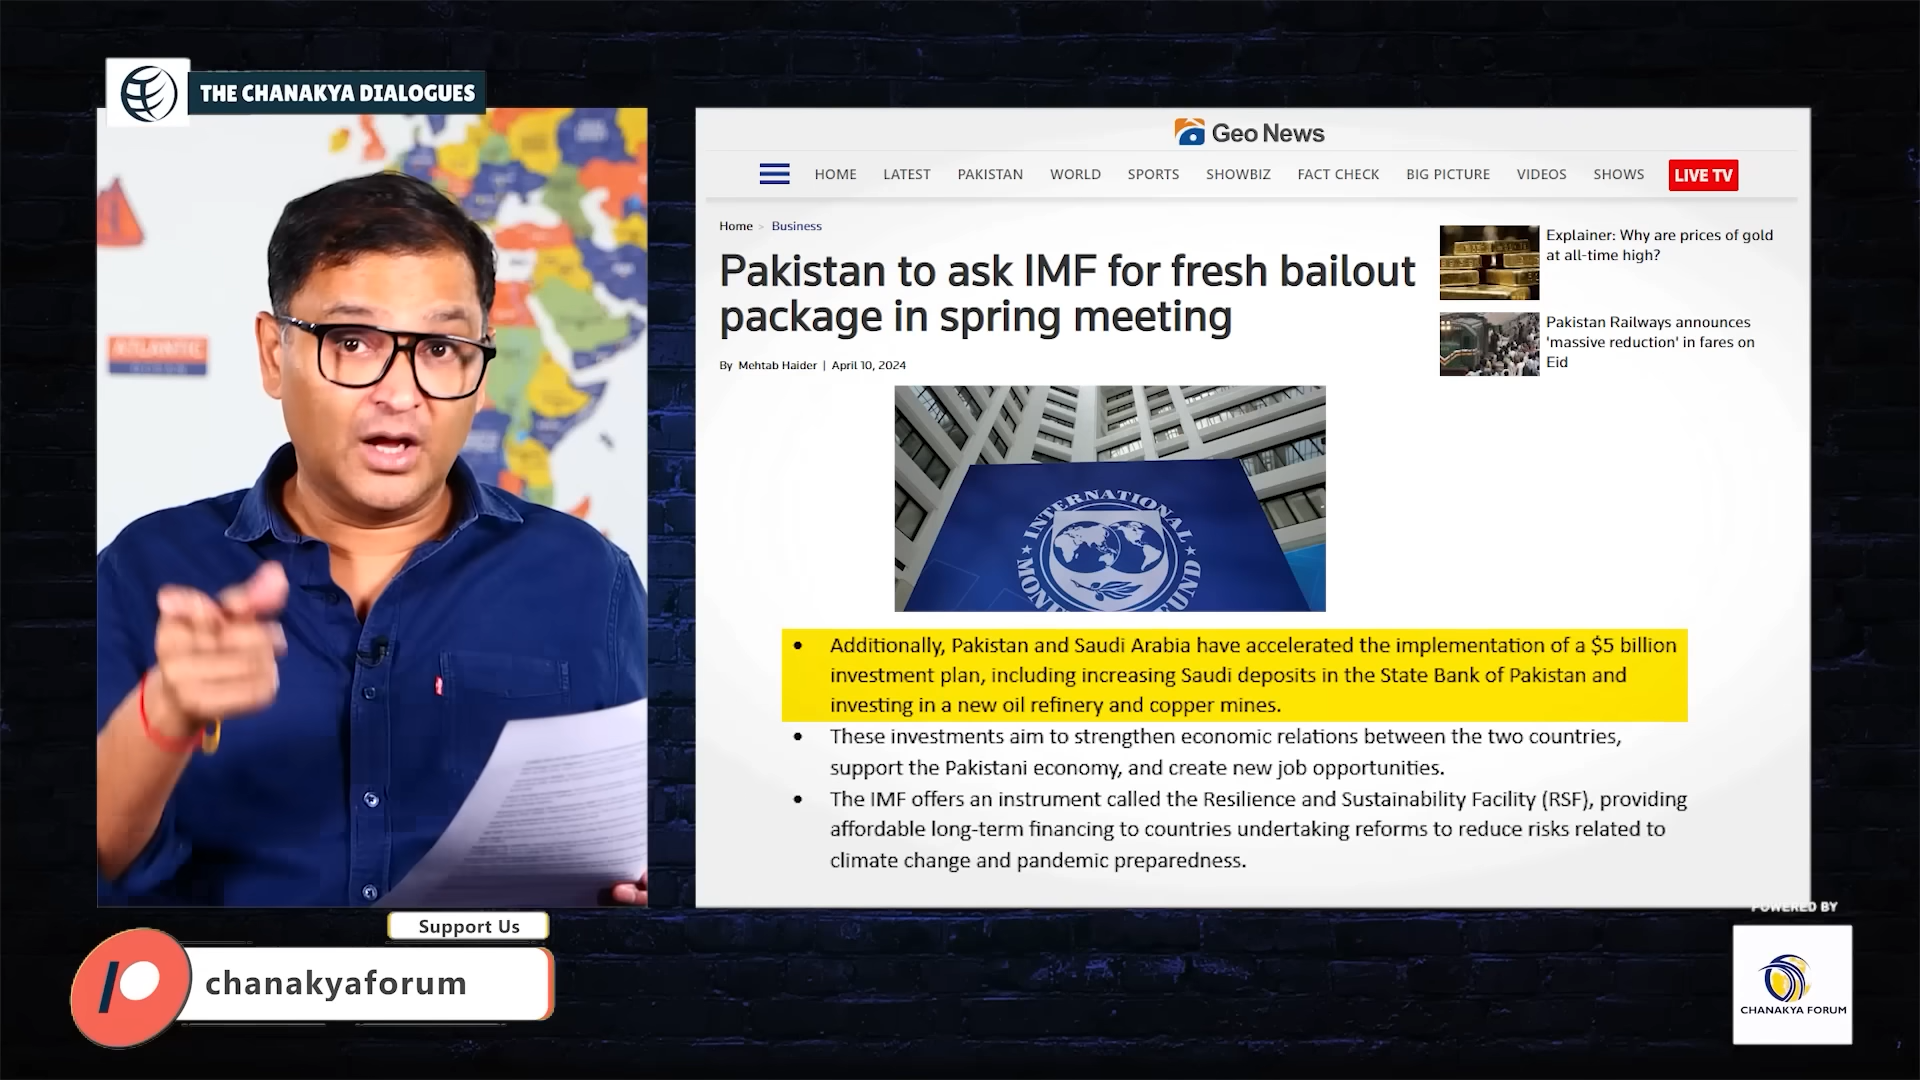 THE CHANAKYA DIALOGUES
ATLANTIC
Geo News
HOME LATEST PAKISTAN WORLD SPORTS SHOWBIZ FACT CHECK BIG PICTURE VIDEOS SHOWS LIVE TV
Home > Business
Pakistan to ask IMF for fresh bailout
package in spring meeting
By Mehtab Haider | April 10, 2024
Explainer: Why are prices of gold
at all-time high?
Pakistan Railways announces
'massive reduction' in fares on
Eid
INTERNATIONAL
FUND
• Additionally, Pakistan and Saudi Arabia have accelerated the implementation of a $5 billion
investment plan, including increasing Saudi deposits in the State Bank of Pakistan and
investing in a new oil refinery and copper mines.
• These investments aim to strengthen economic relations between the two countries,
support the Pakistani economy, and create new job opportunities.
• The IMF offers an instrument called the Resilience and Sustainability Facility (RSF), providing
affordable long-term financing to countries undertaking reforms to reduce risks related to
climate change and pandemic preparedness.
Support Us
chanakyaforum
POWERED BY
CHANAKYA FORUM